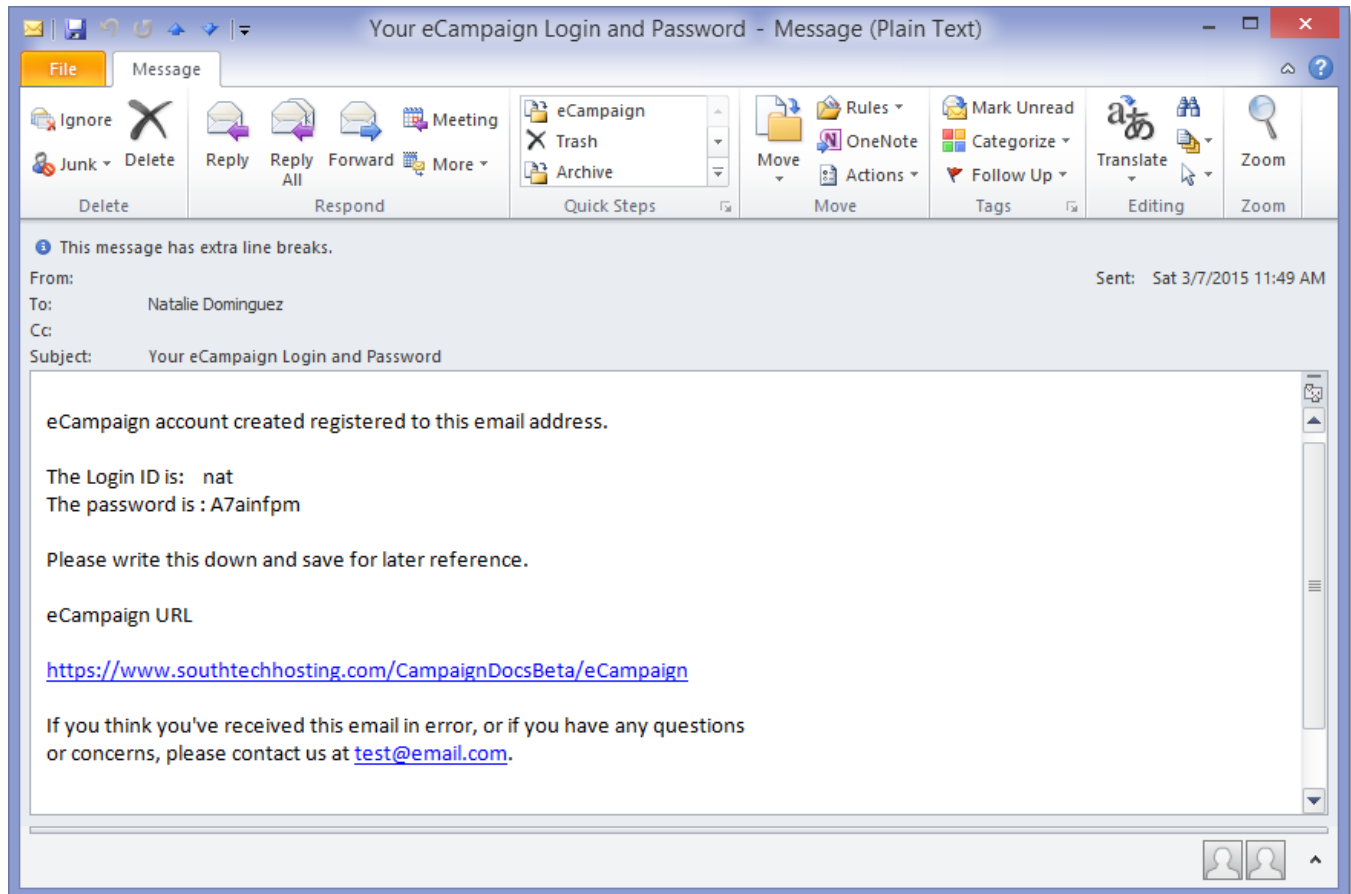 Your eCampaign Login and Password - Message (Plain Text)
File Message
Ignore
Junk
Delete
Delete
Reply
Reply All
Forward
Meeting
More
Respond
eCampaign
Trash
Archive
Quick Steps
Move
Rules
OneNote
Actions
Move
Mark Unread
Categorize
Follow Up
Tags
Translate
Editing
Zoom
Zoom
This message has extra line breaks.
From: Sent: Sat 3/7/2015 11:49 AM
To: Natalie Dominguez
Cc:
Subject: Your eCampaign Login and Password
eCampaign account created registered to this email address.
The Login ID is: nat
The password is : A7ainfpm
Please write this down and save for later reference.
eCampaign URL
https://www.southtechhosting.com/CampaignDocsBeta/eCampaign
If you think you've received this email in error, or if you have any questions
or concerns, please contact us at test@email.com.